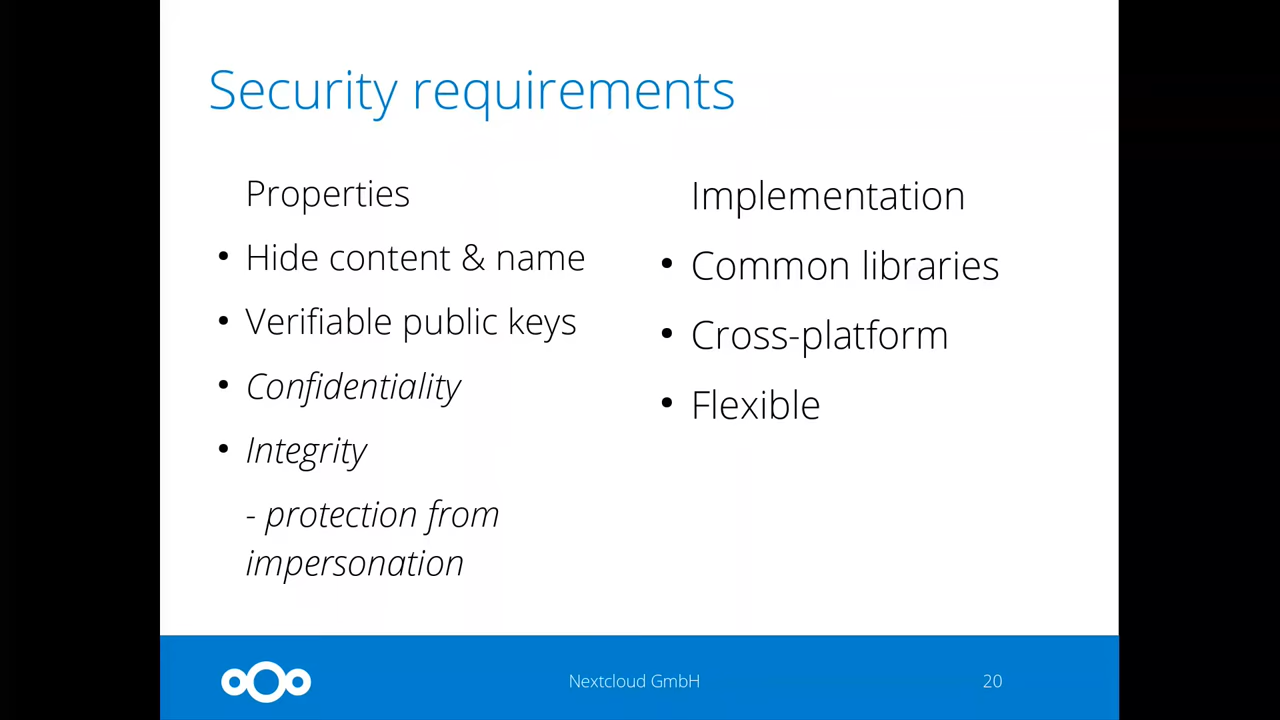 Security requirements
Properties
• Hide content & name
• Verifiable public keys
• Confidentiality
• Integrity
- protection from
impersonation
Implementation
• Common libraries
• Cross-platform
• Flexible
Nextcloud GmbH
20